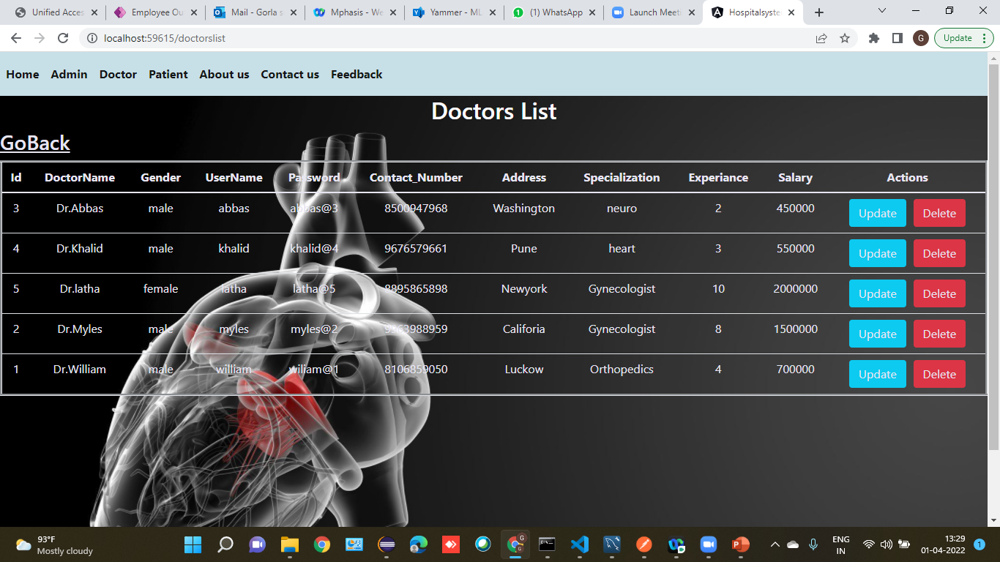 Unified Acces
Employee Ou
Mail - Gorla s
Mphasis - We
Yammer - ML
(1) WhatsApp
Launch Meeti
Hospitalsyste
localhost:59615/doctorslist
G
Update
Home Admin Doctor Patient About us Contact us Feedback
Doctors List
GoBack
Id DoctorName Gender UserName Password Contact_Number Address Specialization Experiance Salary Actions
3 Dr.Abbas male abbas abbas@3 8500947968 Washington neuro 2 450000 Update Delete
4 Dr.Khalid male khalid khalid@4 9676579661 Pune heart 3 550000 Update Delete
5 Dr.latha female latha latha@5 8895865898 Newyork Gynecologist 10 2000000 Update Delete
2 Dr.Myles male myles myles@2 Califoria Gynecologist 8 1500000 Update Delete
1 Dr.William male william wiliam@1 8106859050 Luckow Orthopedics 4 700000 Update Delete
93°F
Mostly cloudy
ENG
IN
13:29
01-04-2022
1